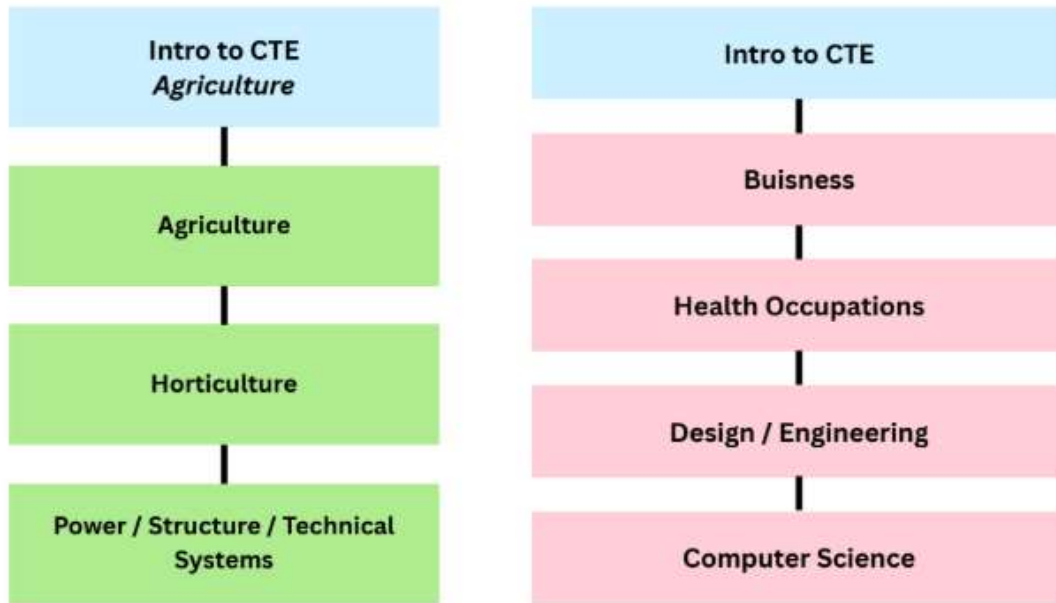 Intro to CTE
Agriculture
Agriculture
Horticulture
Power / Structure / Technical
Systems
Intro to CTE
Buisness
Health Occupations
Design / Engineering
Computer Science